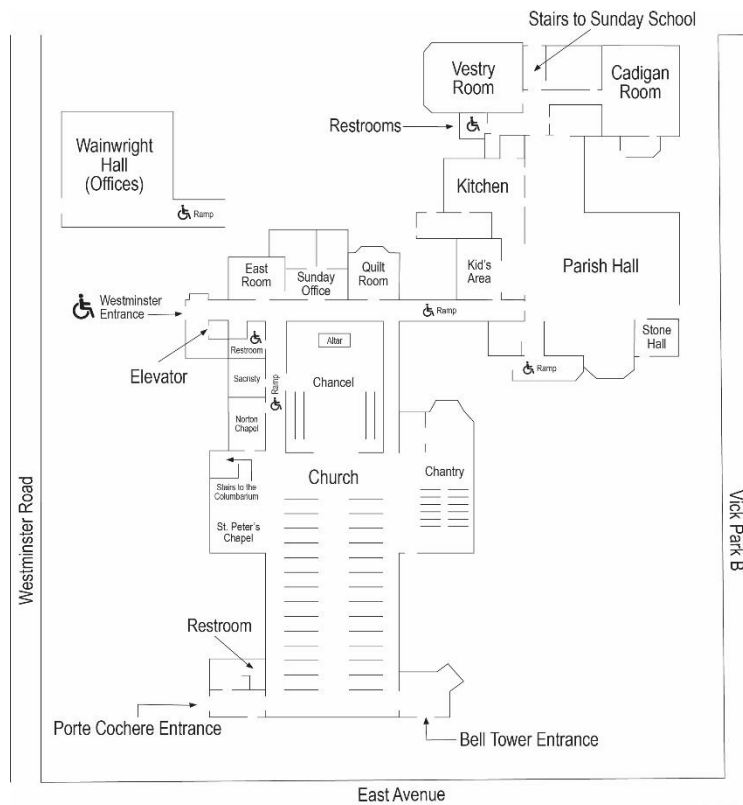 Stairs to Sunday School
Vestry
Room
Cadigan
Room
Restrooms
Wainwright
Hall
(Offices)
Ramp
Kitchen
East
Room
Sunday
Office
Quilt
Room
Kid's
Area
Parish Hall
Westminster
Entrance
Ramp
Stone
Hall
Elevator
Restroom
Altar
Ramp
Sacristy
Ramp
Chancel
Norton
Chapel
Church
Chantry
Stairs to the
Columbarium
St. Peter's
Chapel
Westminster Road
Vick Park B
Restroom
Porte Cochere Entrance
Bell Tower Entrance
East Avenue